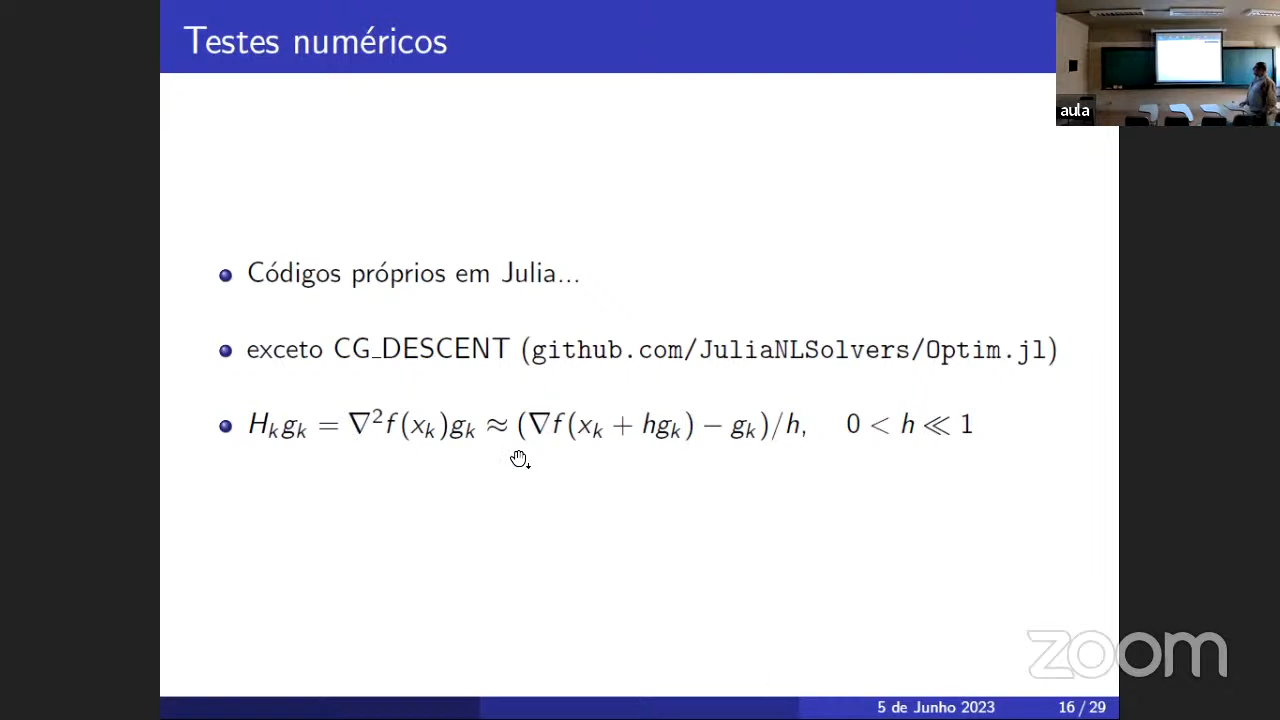 Testes numéricos
aula
Códigos próprios em Julia...
exceto CG_DESCENT (github.com/JuliaNLSolvers/Optim.jl)
H_k g_k = ∇²f(x_k)g_k ≈ (∇f(x_k + hg_k) − g_k)/h, 0 < h ≪ 1
zoom
5 de Junho 2023 16 / 29